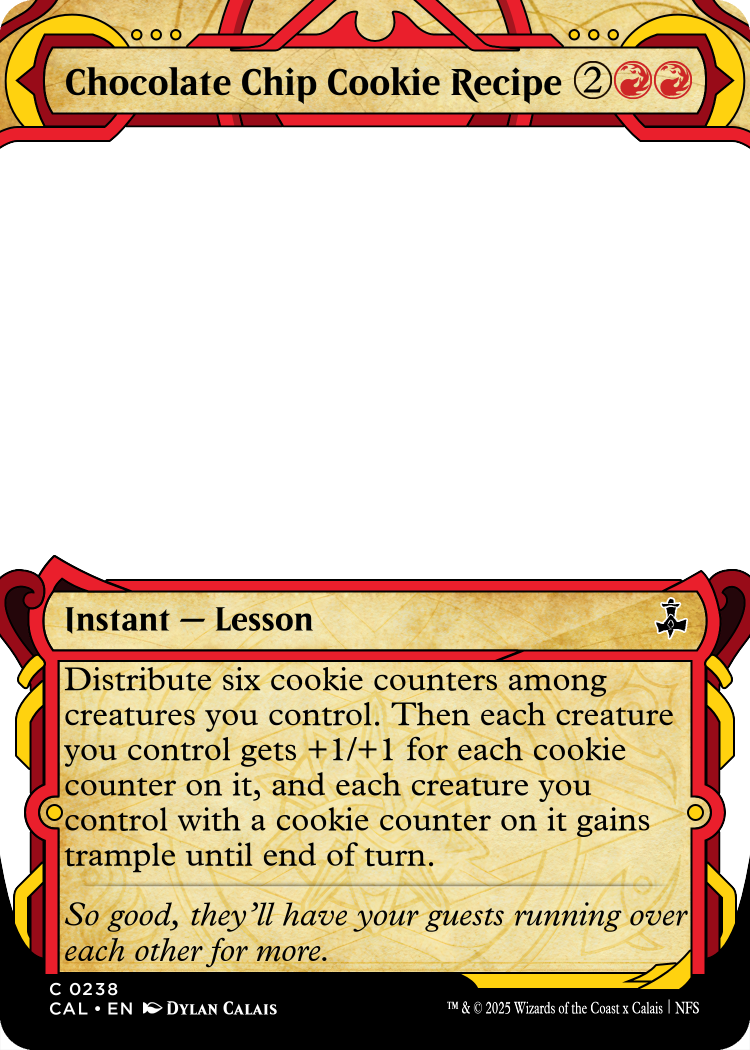 Chocolate Chip Cookie Recipe 2
Instant — Lesson
Distribute six cookie counters among
creatures you control. Then each creature
you control gets +1/+1 for each cookie
counter on it, and each creature you
control with a cookie counter on it gains
trample until end of turn.
So good, they’ll have your guests running over
each other for more.
C 0238
CAL • EN Dylan Calais
™ & © 2025 Wizards of the Coast x Calais | NFS